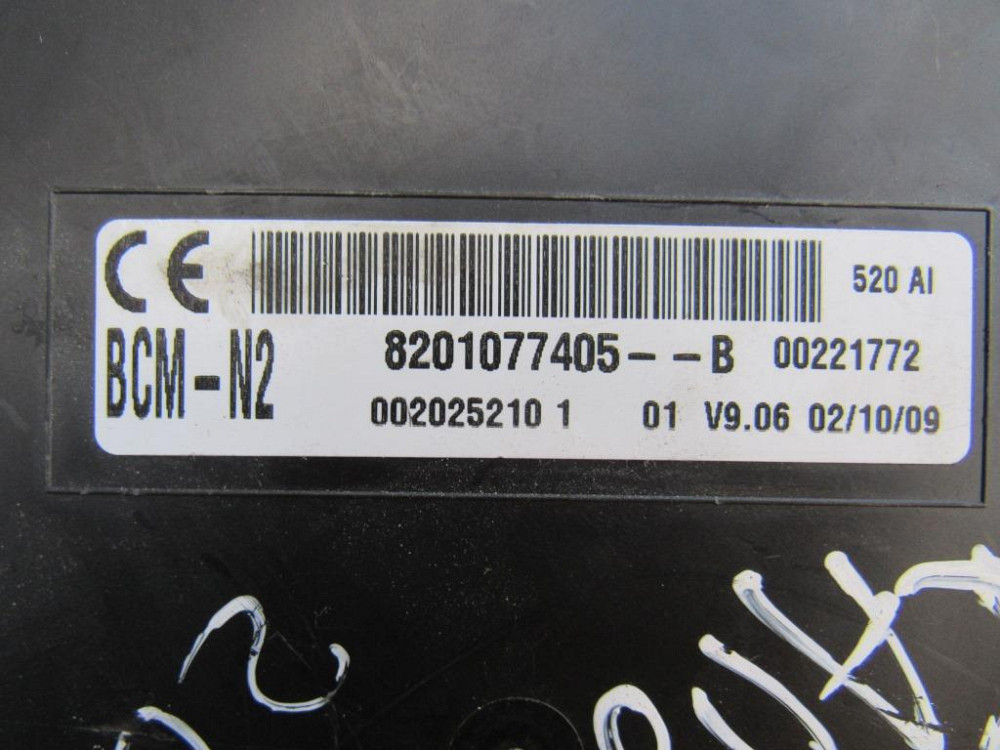 CE 520 AI
BCM-N2 8201077405--B 00221772
002025210 1 01 V9.06 02/10/09